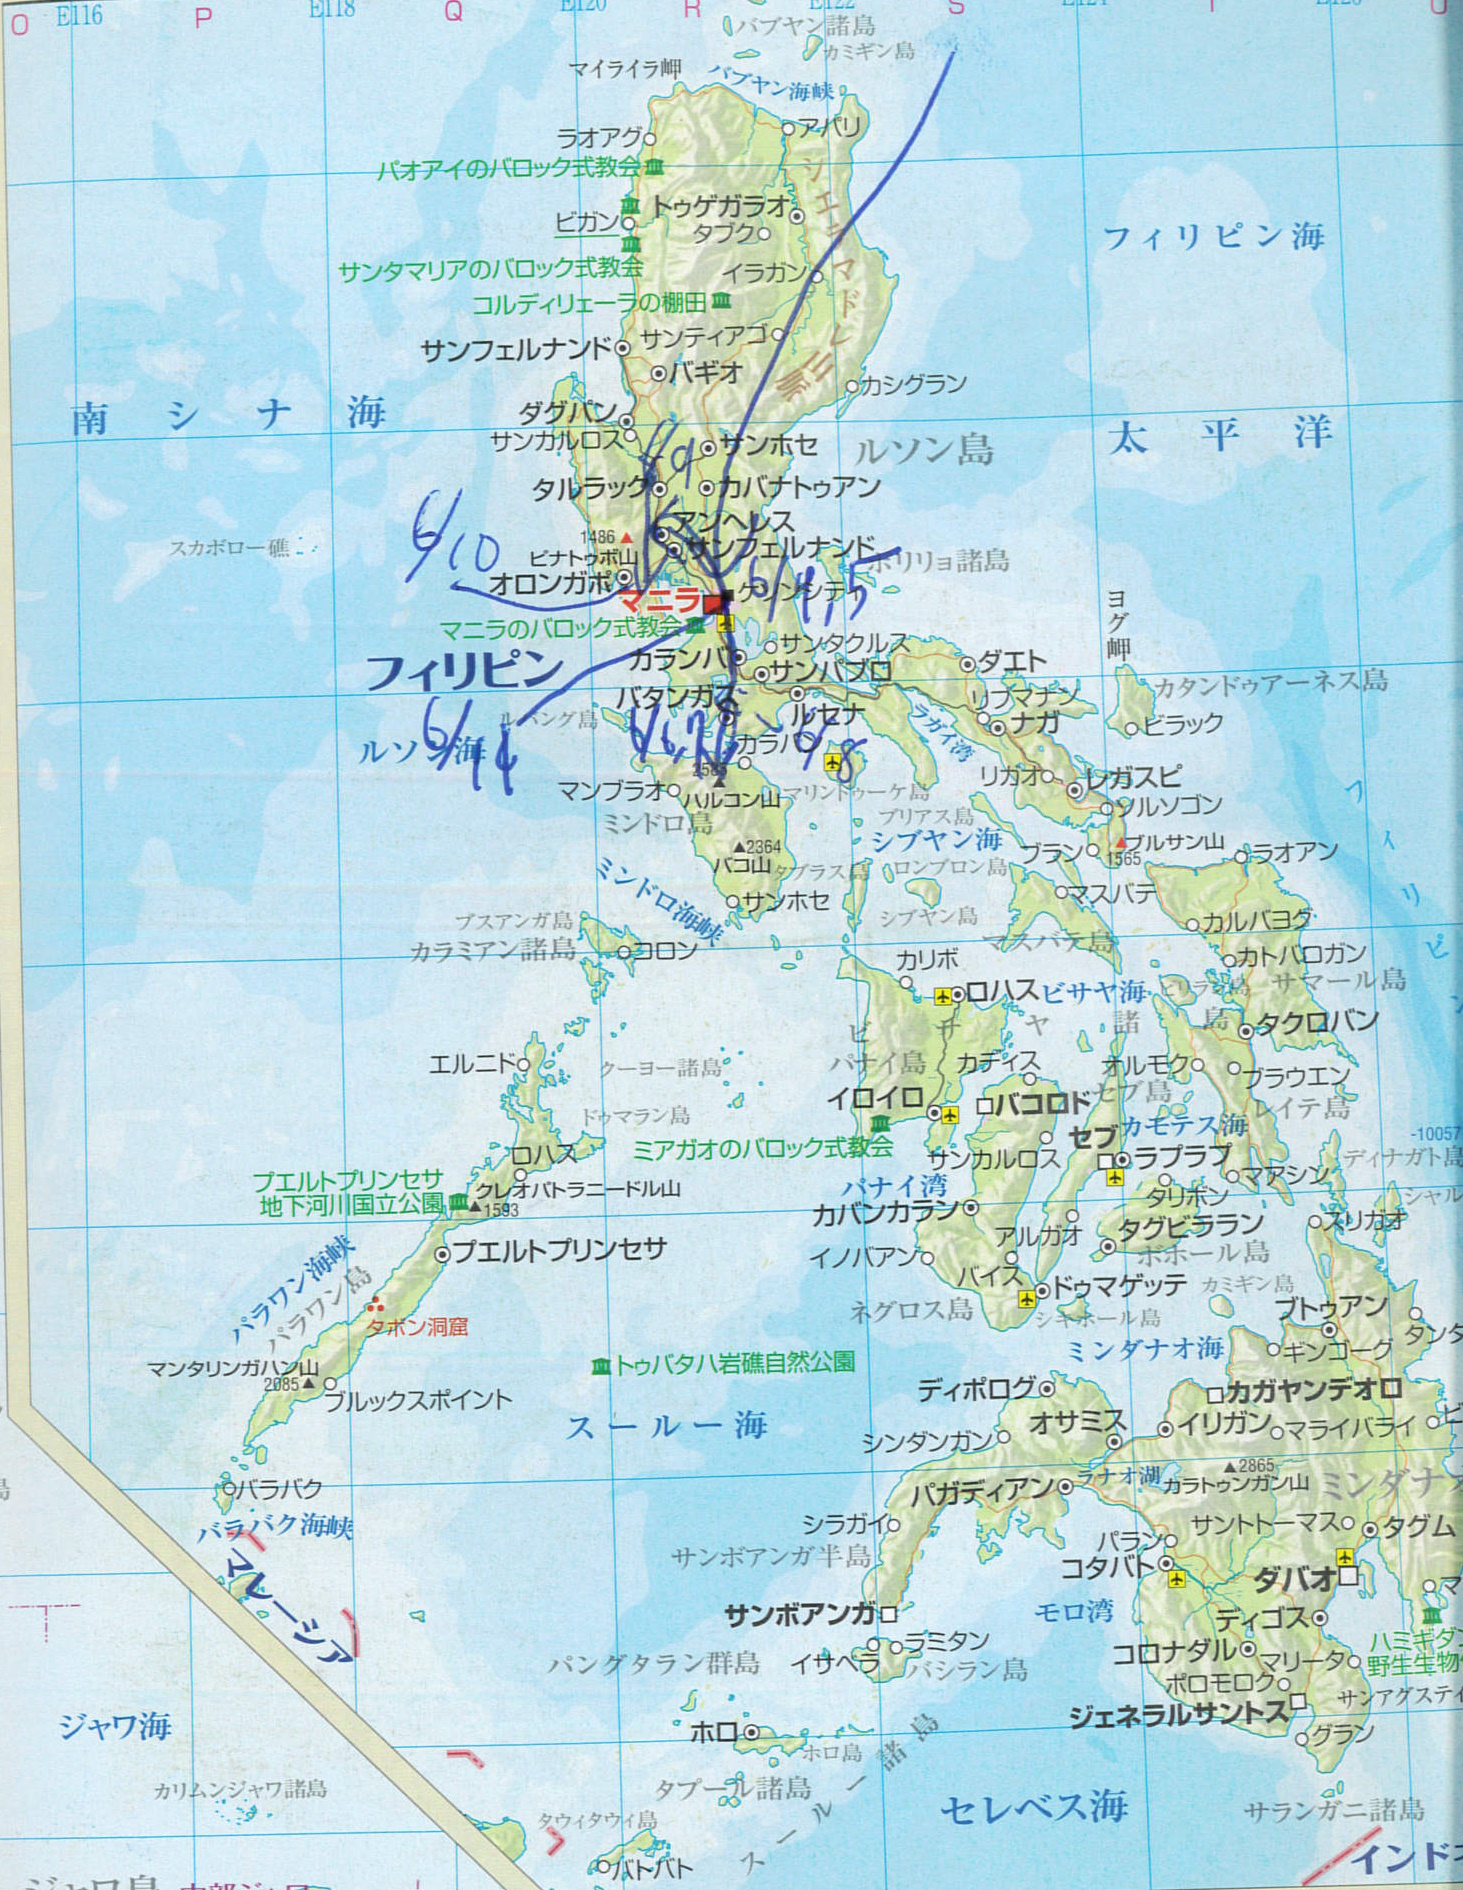 O
E116
P
E118
Q
E120
R
E122
S
E124
バブヤン諸島
カミギン島
マイライラ岬
バブヤン海峡
ラオアグ
アパリ
パオアイのバロック式教会
シエラマドレ山脈
ビガン
トゥゲガラオ
タブク
フィリピン海
サンタマリアのバロック式教会
イラガン
コルディリェーラの棚田
サンフェルナンド
サンティアゴ
バギオ
カシグラン
南シナ海
ダグパン
サンカルロス
サンホセ
ルソン島
太平洋
6/9
タルラック
カバナトゥアン
6/10
スカボロー礁
1486
ピナトゥボ山
アンヘレス
サンフェルナンド
ポリリョ諸島
オロンガポ
マニラ
ケソンシティ
6/4,5
ヨグ岬
マニラのバロック式教会
サンタクルス
フィリピン
カランバ
サンパブロ
ダエト
バタンガス
ルセナ
リブマナン
カタンドゥアーネス島
6/14
ルバング島
6/6,7
6/8
ラガイ湾
ナガ
ビラック
ルソン海
カラパン
マンブラオ
ハルコン山
マリンドゥーケ島
リガオ
レガスピ
ミンドロ島
ブリアス島
ソルソゴン
シブヤン海
ブラン
ブルサン山
1565
ラオアン
2364
バコ山
タブラス島
ロンブロン島
ミンドロ海峡
サンホセ
マスバテ
シブヤン島
カルバヨグ
ブスアンガ島
カラミアン諸島
コロン
マスバテ島
カトバロガン
カリボ
ロハス
ビサヤ海
ビリラン島
サマール島
ビサヤ諸島
タクロバン
エルニド
クーヨー諸島
パナイ島
カディス
オルモク
ブラウエン
ドゥマラン島
イロイロ
バコロド
セブ島
レイテ島
ミアガオのバロック式教会
セブ
カモテス海
-10057
ロハス
サンカルロス
ラプラプ
ディナガト島
プエルトプリンセサ
地下河川国立公園
クレオパトラニードル山
1593
パナイ湾
マアシン
タリボン
カバンカラン
スリガオ
プエルトプリンセサ
アルガオ
タグビララン
イノバアン
ボホール島
パラワン海峡
パラワン島
バイス
ドゥマゲッテ
カミギン島
タボン洞窟
ネグロス島
シキホール島
ブトゥアン
ミンダナオ海
ギンゴーグ
マンタリンガハン山
2085
トゥバタハ岩礁自然公園
ブルックスポイント
ディポログ
カガヤンデオロ
スールー海
オサミス
シンダンガン
イリガン
マライバライ
バラバク
パガディアン
ラナオ湖
2865
カラトゥンガン山
バラバク海峡
シラガイ
サントトーマス
タグム
サンボアンガ半島
パラン
コタバト
マレーシア
ダバオ
サンボアンガ
モロ湾
ディゴス
ラミタン
コロナダル
マリータ
パングタラン群島
イサベラ
バシラン島
ポロモロク
ジャワ海
ジェネラルサントス
ホロ
グラン
ホロ島
カリムンジャワ諸島
タプール諸島
スールー諸島
セレベス海
サランガニ諸島
タウィタウィ島
バトバト